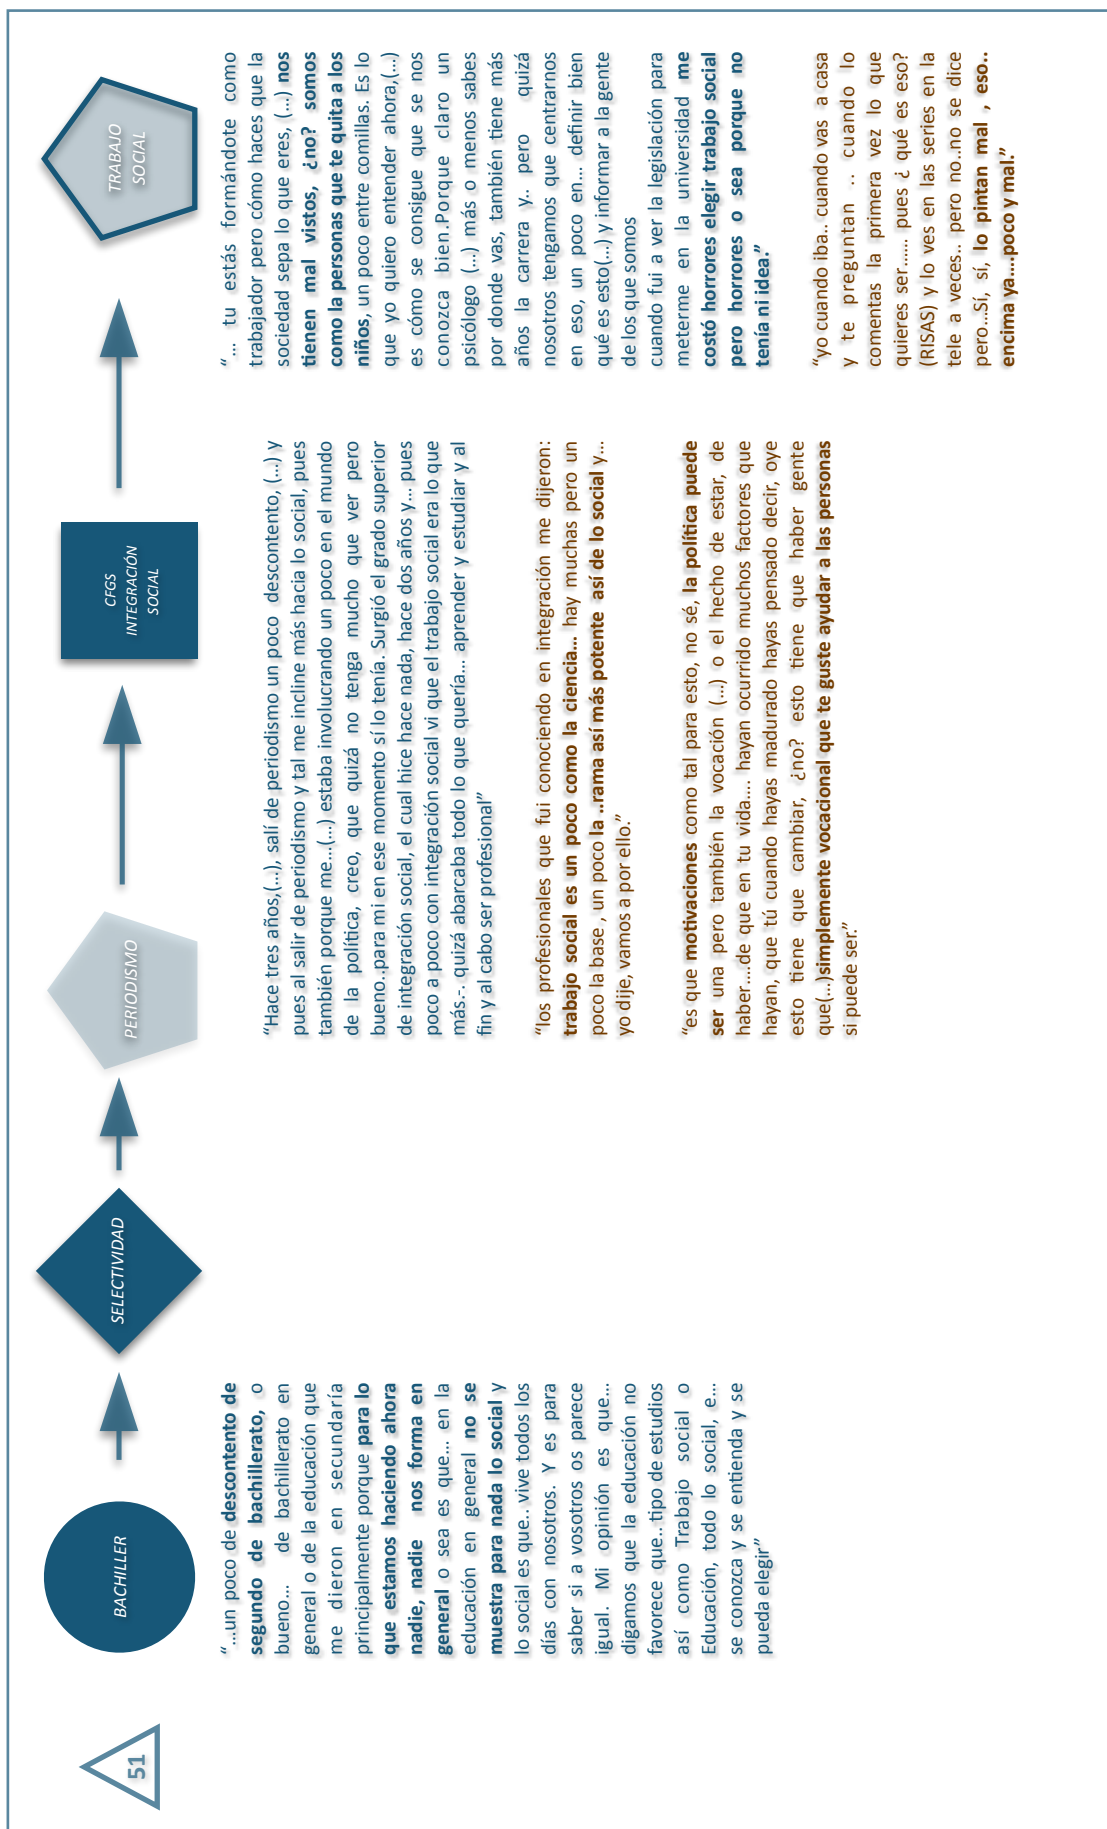 51
BACHILLER
SELECTIVIDAD
PERIODISMO
CFGS
INTEGRACIÓN
SOCIAL
TRABAJO
SOCIAL
“...un poco de descontento de
segundo de bachillerato, o
bueno... de bachillerato en
general o de la educación que
me dieron en secundaría
principalmente porque para lo
que estamos haciendo ahora
nadie, nadie nos forma en
general o sea es que... en la
educación en general no se
muestra para nada lo social y
lo social es que.. vive todos los
días con nosotros. Y es para
saber si a vosotros os parece
igual. Mi opinión es que...
digamos que la educación no
favorece que.. tipo de estudios
así como Trabajo social o
Educación, todo lo social, e...
se conozca y se entienda y se
pueda elegir”
“Hace tres años,(...), salí de periodismo un poco descontento, (...) y
pues al salir de periodismo y tal me incline más hacia lo social, pues
también porque me...(...) estaba involucrando un poco en el mundo
de la política, creo, que quizá no tenga mucho que ver pero
bueno..para mi en ese momento sí lo tenía. Surgió el grado superior
de integración social, el cual hice hace nada, hace dos años y... pues
poco a poco con integración social vi que el trabajo social era lo que
más.-. quizá abarcaba todo lo que quería... aprender y estudiar y al
fin y al cabo ser profesional”
“los profesionales que fui conociendo en integración me dijeron:
trabajo social es un poco como la ciencia... hay muchas pero un
poco la base , un poco la ..rama así más potente así de lo social y...
yo dije, vamos a por ello.”
“es que motivaciones como tal para esto, no sé, la política puede
ser una pero también la vocación (...) o el hecho de estar, de
haber....de que en tu vida.... hayan ocurrido muchos factores que
hayan, que tú cuando hayas madurado hayas pensado decir, oye
esto tiene que cambiar, ¿no? esto tiene que haber gente
que(...)simplemente vocacional que te guste ayudar a las personas
si puede ser.”
“... tu estás formándote como
trabajador pero cómo haces que la
sociedad sepa lo que eres, (...) nos
tienen mal vistos, ¿no? somos
como la personas que te quita a los
niños, un poco entre comillas. Es lo
que yo quiero entender ahora,(...)
es cómo se consigue que se nos
conozca bien.Porque claro un
psicólogo (...) más o menos sabes
por donde vas, también tiene más
años la carrera y.. pero quizá
nosotros tengamos que centrarnos
en eso, un poco en... definir bien
qué es esto(...) y informar a la gente
de los que somos
cuando fui a ver la legislación para
meterme en la universidad me
costó horrores elegir trabajo social
pero horrores o sea porque no
tenía ni idea.”
“yo cuando iba.. cuando vas a casa
y te preguntan .. cuando lo
comentas la primera vez lo que
quieres ser...... pues ¿ qué es eso?
(RISAS) y lo ves en las series en la
tele a veces.. pero no..no se dice
pero...Sí, sí, lo pintan mal , eso..
encima ya....poco y mal.”